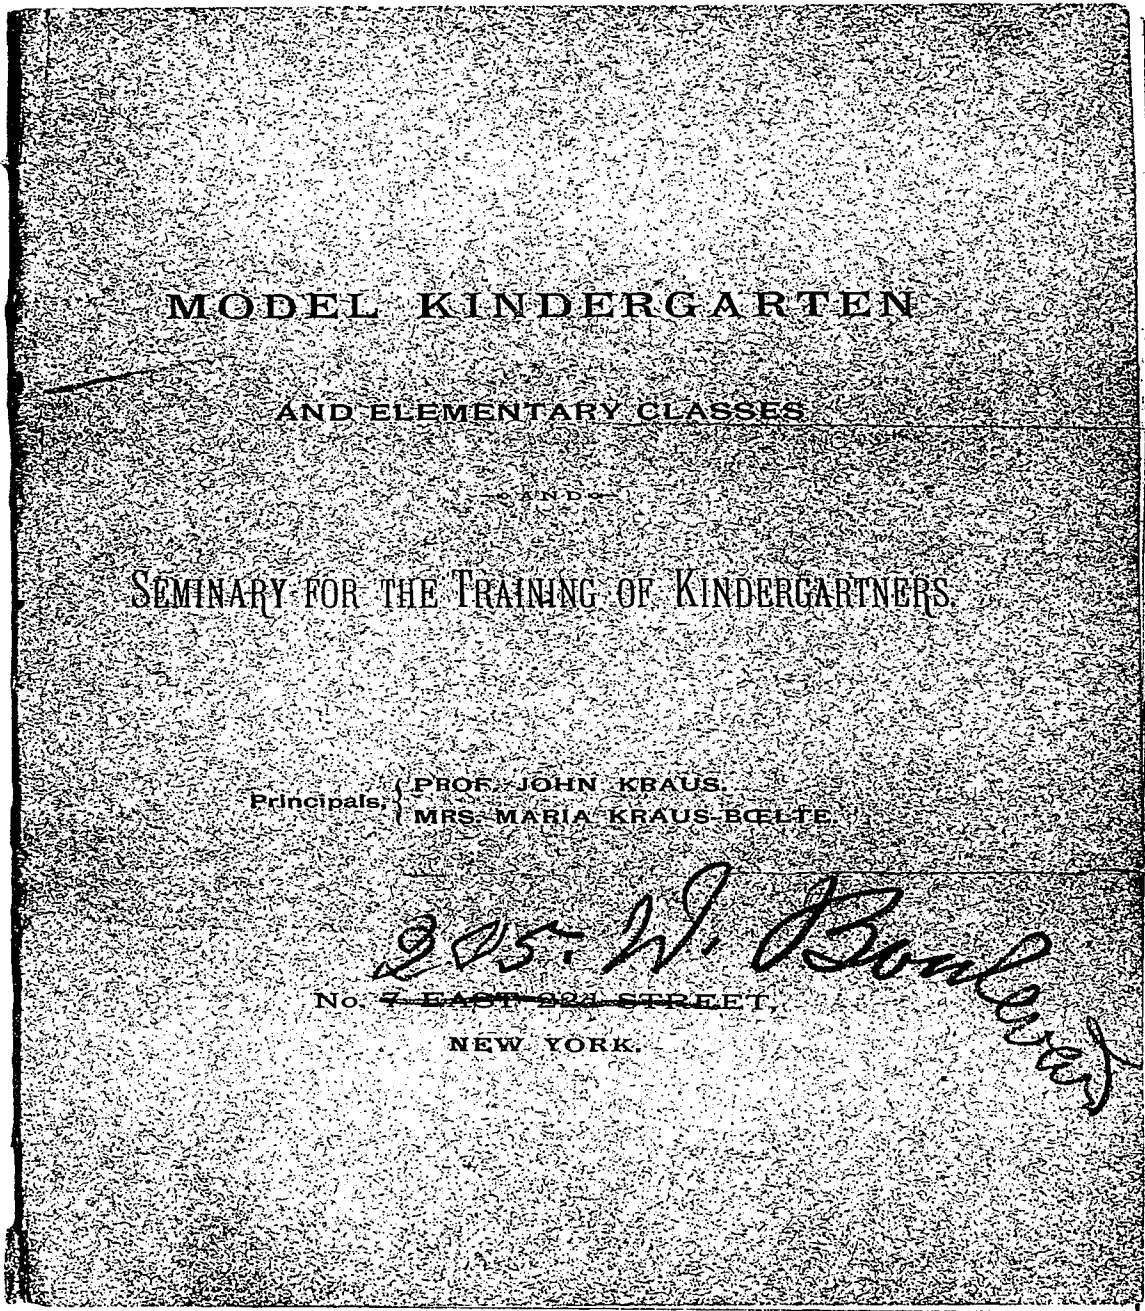 MODEL KINDERGARTEN
AND ELEMENTARY CLASSES
AND
SEMINARY FOR THE TRAINING OF KINDERGARTNERS.
Principals, { PROF. JOHN KRAUS.
MRS. MARIA KRAUS-BŒLTE.
W. Boulevard
No. 7 EAST 22d STREET,
NEW YORK.